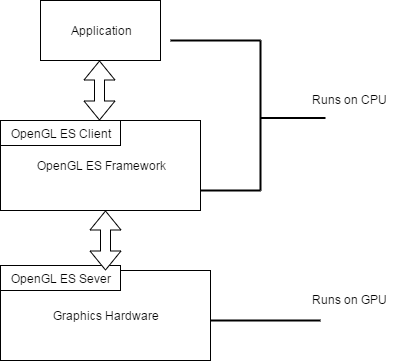 Application
Runs on CPU
OpenGL ES Client
OpenGL ES Framework
OpenGL ES Sever
Runs on GPU
Graphics Hardware